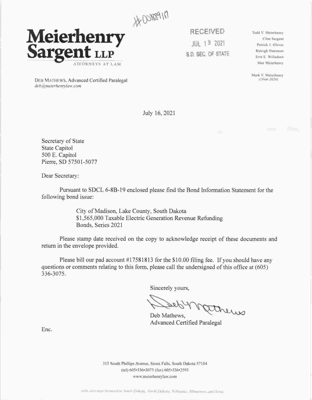 Meierhenry
Sargent LLP
ATTORNEYS AT LAW
DEB MATHEWS, Advanced Certified Paralegal
deb@meierhenrylaw.com
RECEIVED
JUL 19 2021
S.D. SEC. OF STATE
Todd V. Meierhenry
Clint Sargent
Patrick J. Glover
Raleigh Hansman
Erin E. Willadsen
Max Meierhenry
Mark V. Meierhenry
July 16, 2021
Secretary of State
State Capitol
500 E. Capitol
Pierre, SD 57501-5077
Dear Secretary:
Pursuant to SDCL 6-8B-19 enclosed please find the Bond Information Statement for the
following bond issue:
City of Madison, Lake County, South Dakota
$1,565,000 Taxable Electric Generation Revenue Refunding
Bonds, Series 2021
Please stamp date received on the copy to acknowledge receipt of these documents and
return in the envelope provided.
Please bill our pad account #17581813 for the $10.00 filing fee. If you should have any
questions or comments relating to this form, please call the undersigned of this office at (605)
336-3075.
Sincerely yours,
Deb Mathews
Deb Mathews,
Advanced Certified Paralegal
Enc.
315 South Phillips Avenue, Sioux Falls, South Dakota 57104
(tel) 605•336•3075 (fax) 605•336•2593
www.meierhenrylaw.com